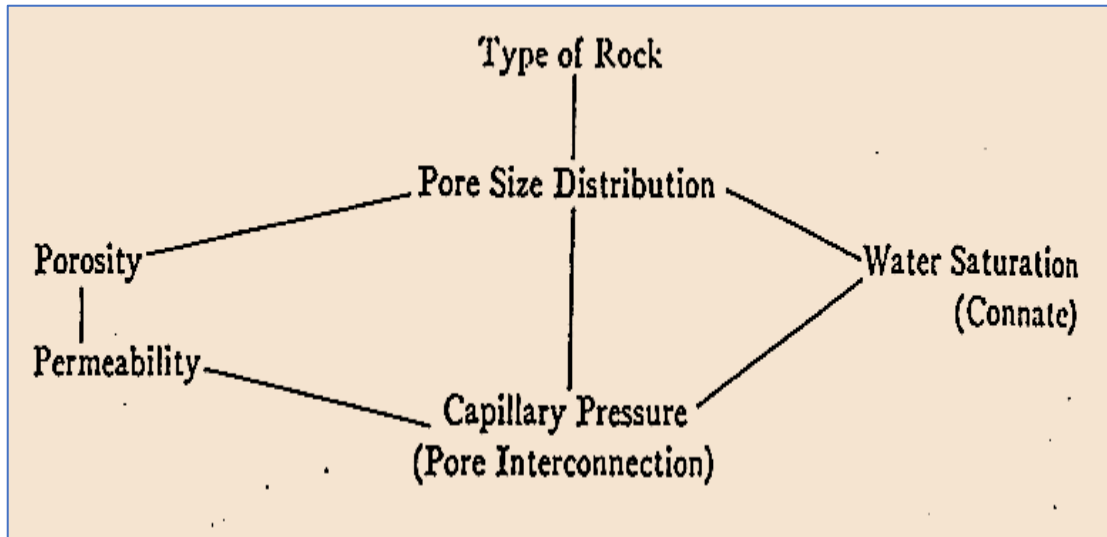 Type of Rock
Pore Size Distribution
Porosity
Water Saturation
(Connate)
Permeability
Capillary Pressure
(Pore Interconnection)